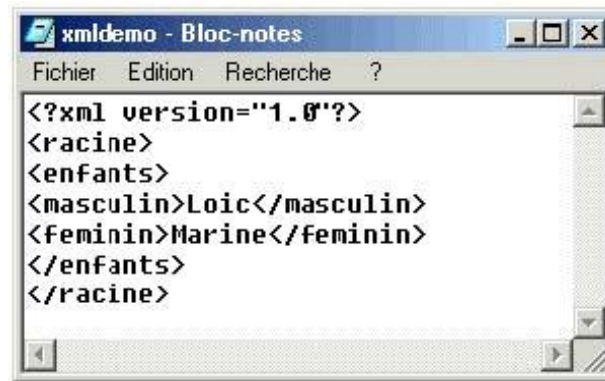 xmldemo - Bloc-notes
Fichier Edition Recherche ?
<?xml version="1.0"?>
<racine>
<enfants>
<masculin>Loic</masculin>
<feminin>Marine</feminin>
</enfants>
</racine>